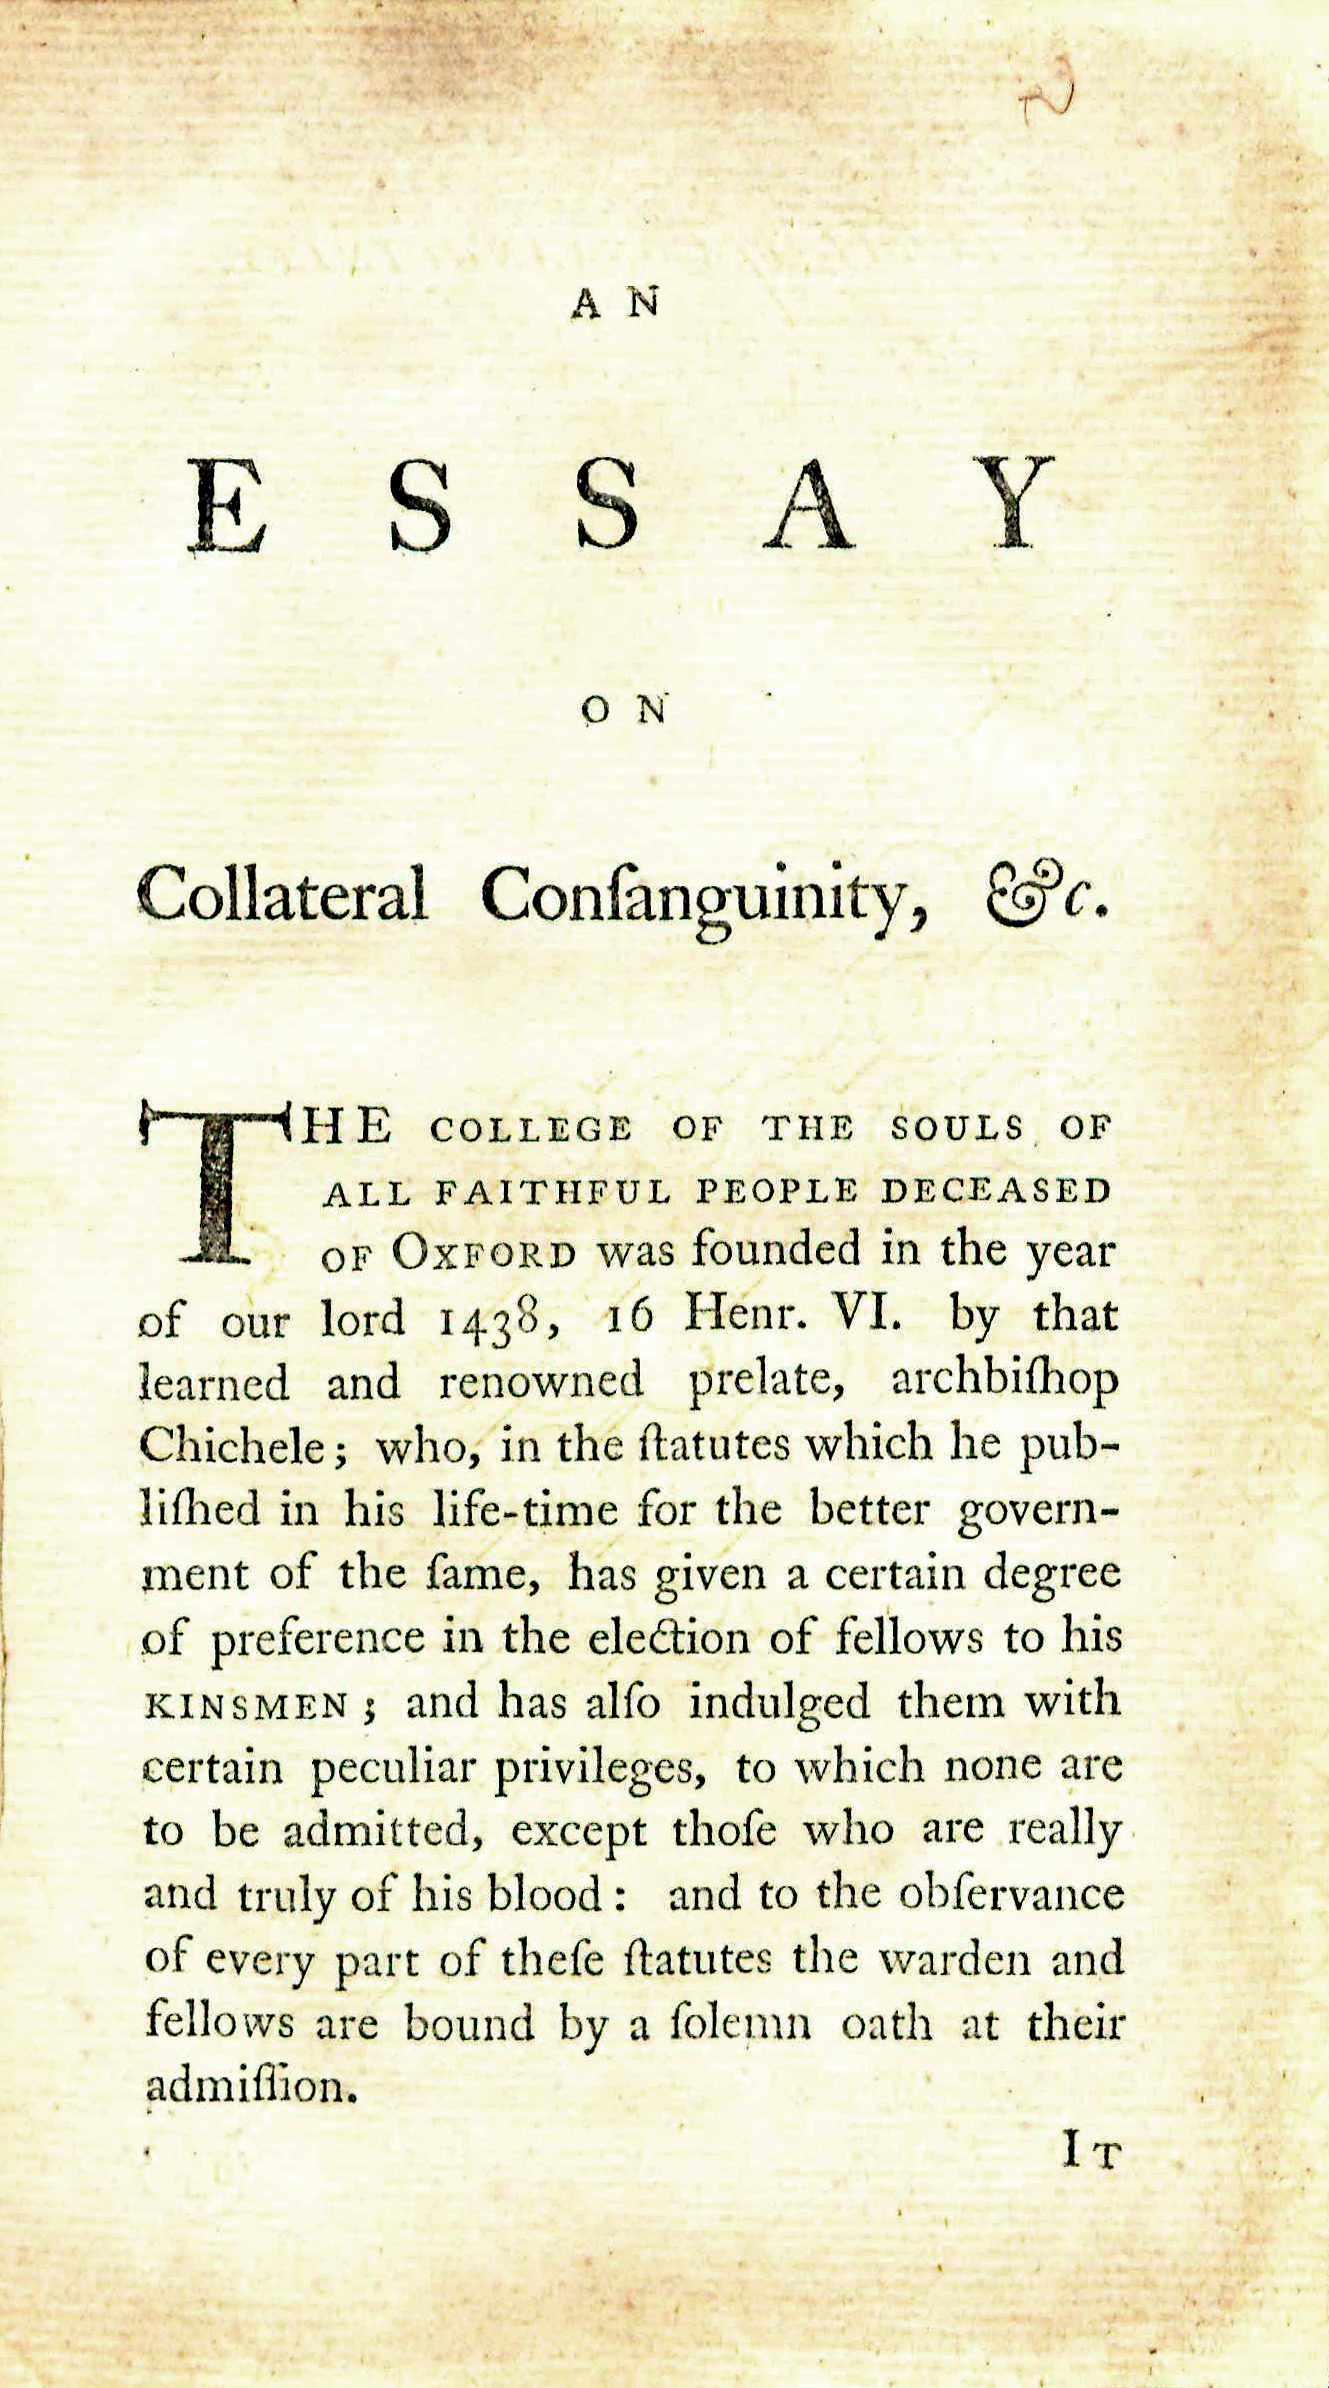 AN
ESSAY
ON
Collateral Conſanguinity, &c.
THE COLLEGE OF THE SOULS OF
ALL FAITHFUL PEOPLE DECEASED
OF OXFORD was founded in the year
of our lord 1438, 16 Henr. VI. by that
learned and renowned prelate, archbiſhop
Chichele; who, in the ſtatutes which he pub-
liſhed in his life-time for the better govern-
ment of the ſame, has given a certain degree
of preference in the election of fellows to his
KINSMEN; and has alſo indulged them with
certain peculiar privileges, to which none are
to be admitted, except thoſe who are really
and truly of his blood: and to the obſervance
of every part of theſe ſtatutes the warden and
fellows are bound by a ſolemn oath at their
admiſſion.
IT